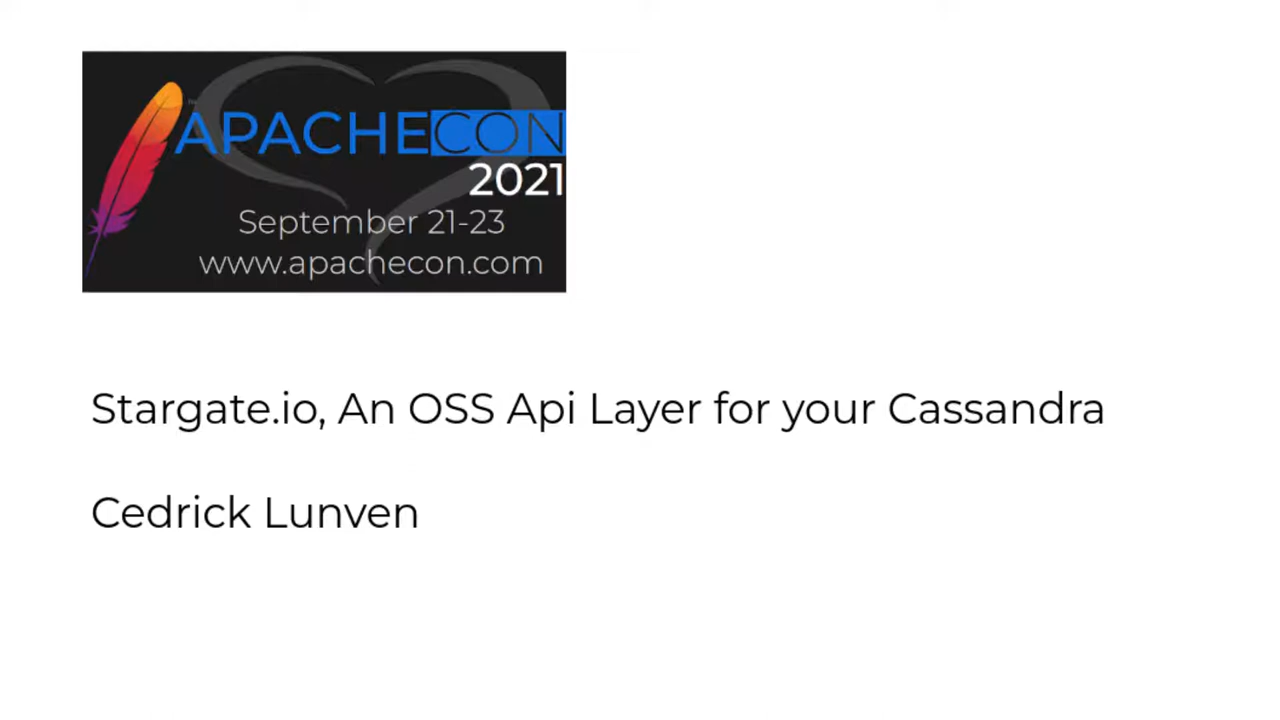 APACHECON
2021
September 21-23
www.apachecon.com
Stargate.io, An OSS Api Layer for your Cassandra
Cedrick Lunven